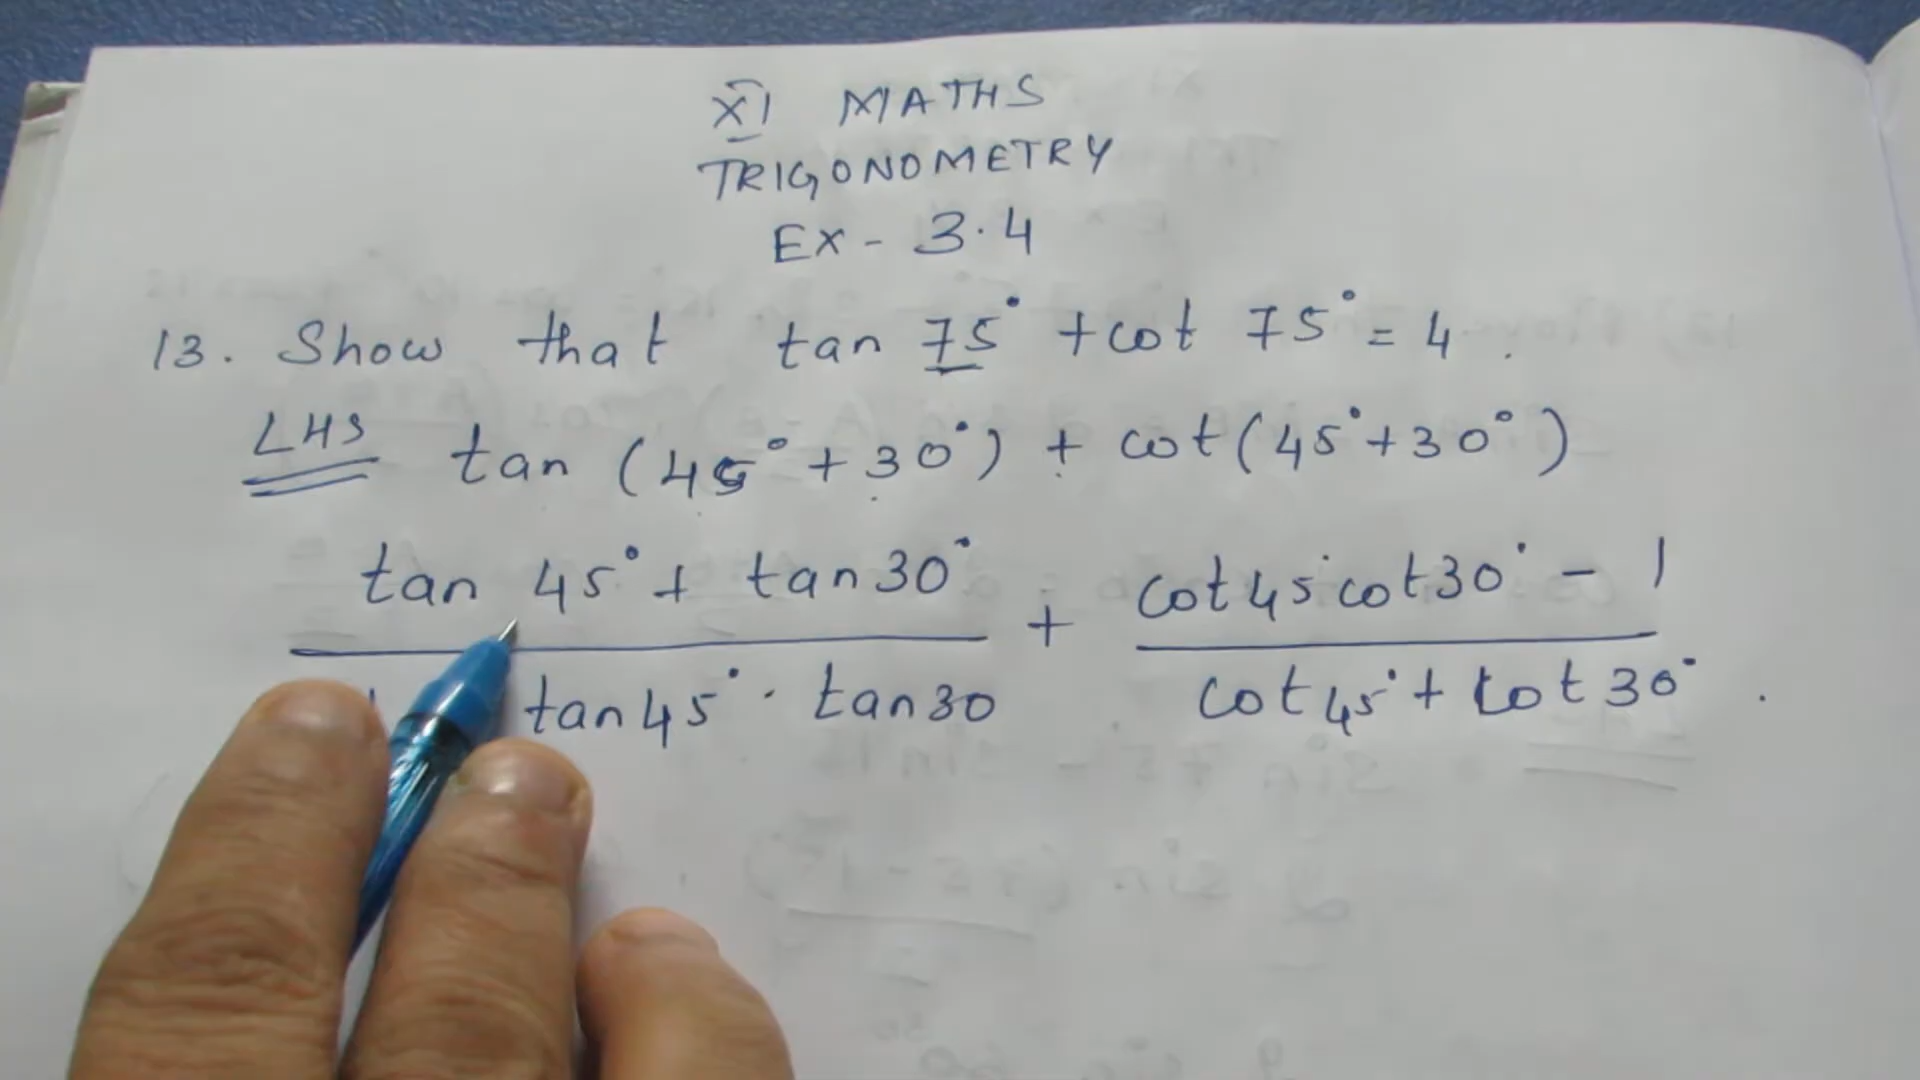 XI MATHS
TRIGONOMETRY
EX - 3.4
13. Show that tan 75° + cot 75° = 4.
LHS tan (45° + 30°) + cot (45° + 30°)
tan 45° + tan 30° + cot 45 cot 30° - 1
tan 45° · tan 30 cot 45° + cot 30°.